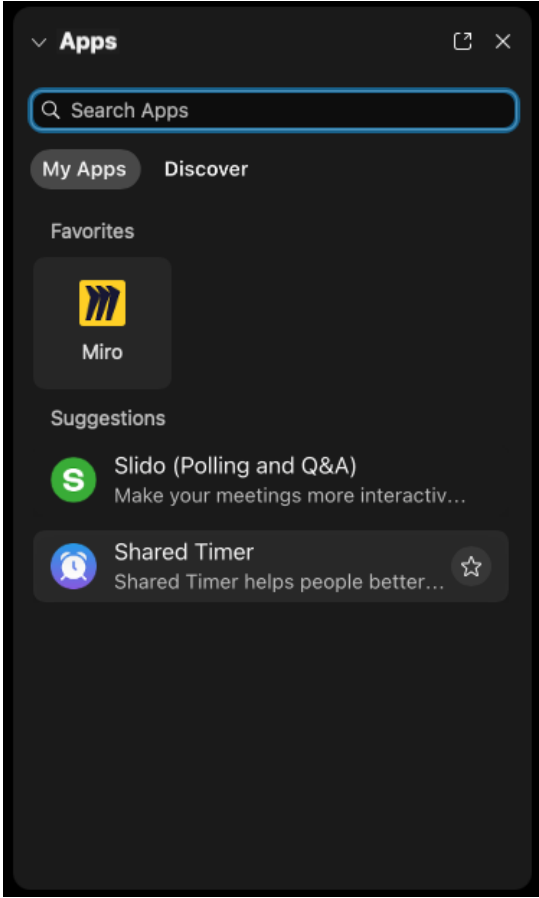 Apps
Search Apps
My Apps Discover
Favorites
Miro
Suggestions
S
Slido (Polling and Q&A)
Make your meetings more interactiv...
Shared Timer
Shared Timer helps people better...